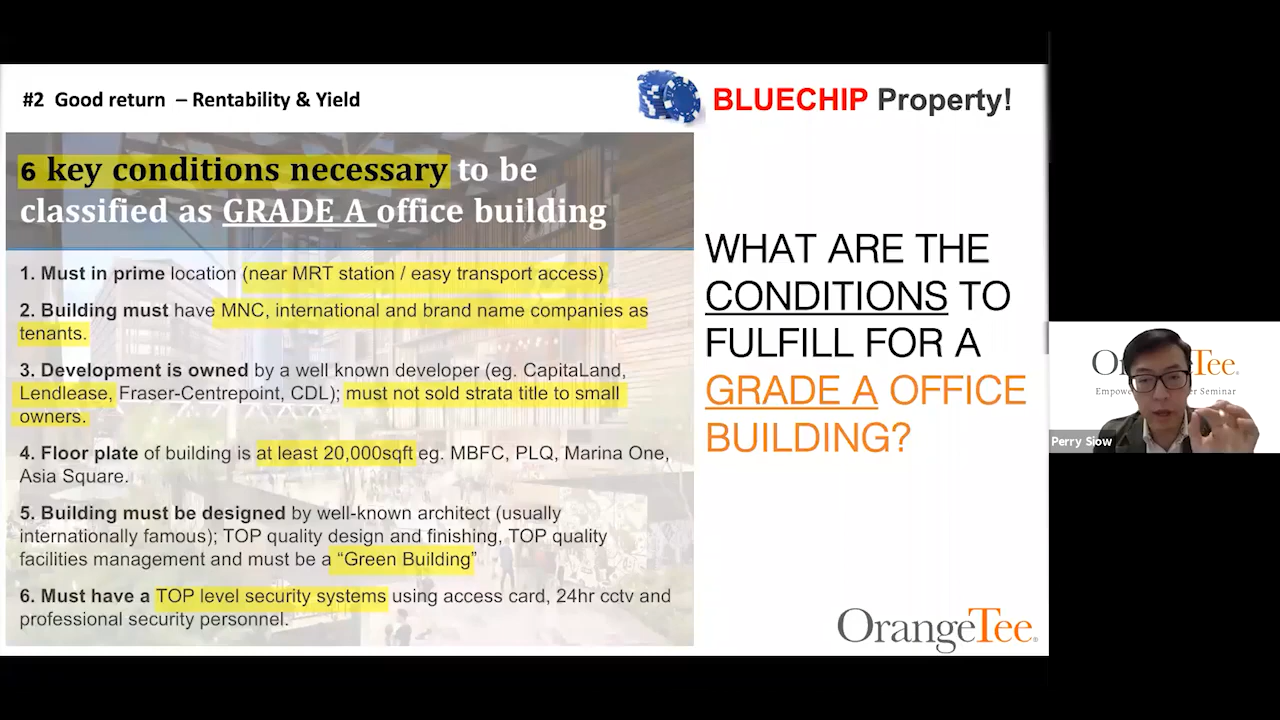 #2 Good return – Rentability & Yield
BLUECHIP Property!
6 key conditions necessary to be
classified as GRADE A office building
1. Must in prime location (near MRT station / easy transport access)
2. Building must have MNC, international and brand name companies as
tenants.
3. Development is owned by a well known developer (eg. CapitaLand,
Lendlease, Fraser-Centrepoint, CDL); must not sold strata title to small
owners.
4. Floor plate of building is at least 20,000sqft eg. MBFC, PLQ, Marina One,
Asia Square.
5. Building must be designed by well-known architect (usually
internationally famous); TOP quality design and finishing, TOP quality
facilities management and must be a “Green Building”
6. Must have a TOP level security systems using access card, 24hr cctv and
professional security personnel.
WHAT ARE THE
CONDITIONS TO
FULFILL FOR A
GRADE A OFFICE
BUILDING?
OrangeTee
Seminar
Perry Siow